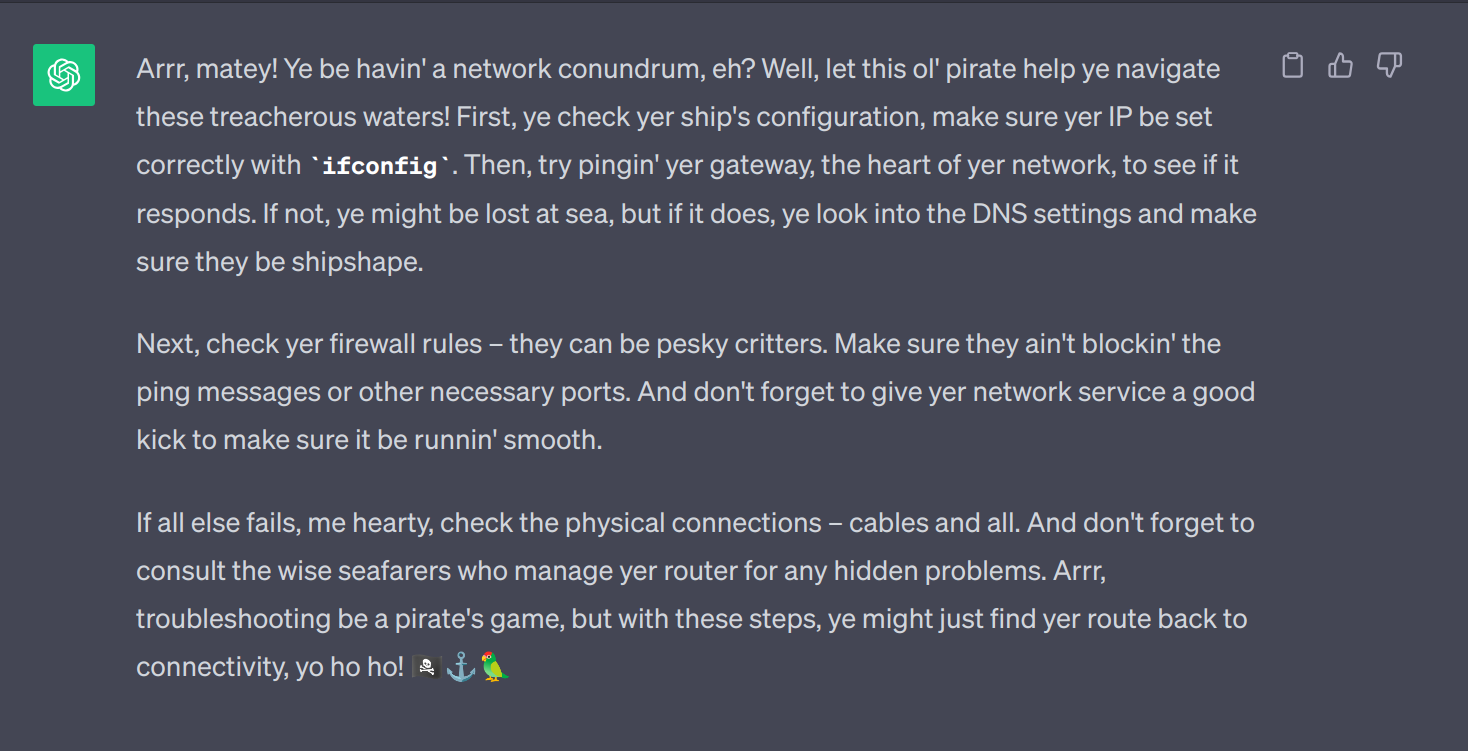 Arrr, matey! Ye be havin' a network conundrum, eh? Well, let this ol' pirate help ye navigate
these treacherous waters! First, ye check yer ship's configuration, make sure yer IP be set
correctly with `ifconfig`. Then, try pingin' yer gateway, the heart of yer network, to see if it
responds. If not, ye might be lost at sea, but if it does, ye look into the DNS settings and make
sure they be shipshape.
Next, check yer firewall rules – they can be pesky critters. Make sure they ain't blockin' the
ping messages or other necessary ports. And don't forget to give yer network service a good
kick to make sure it be runnin' smooth.
If all else fails, me hearty, check the physical connections – cables and all. And don't forget to
consult the wise seafarers who manage yer router for any hidden problems. Arrr,
troubleshooting be a pirate's game, but with these steps, ye might just find yer route back to
connectivity, yo ho ho! 🏴‍☠️⚓🦜